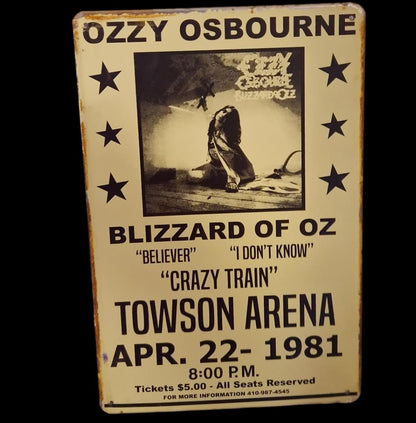 OZZY OSBOURNE
OZZY
OSBOURNE
BLIZZARD OF OZZ
BLIZZARD OF OZ
“BELIEVER” “I DON'T KNOW”
“CRAZY TRAIN”
TOWSON ARENA
APR. 22- 1981
8:00 P.M.
Tickets $5.00 - All Seats Reserved
FOR MORE INFORMATION 410-987-4545